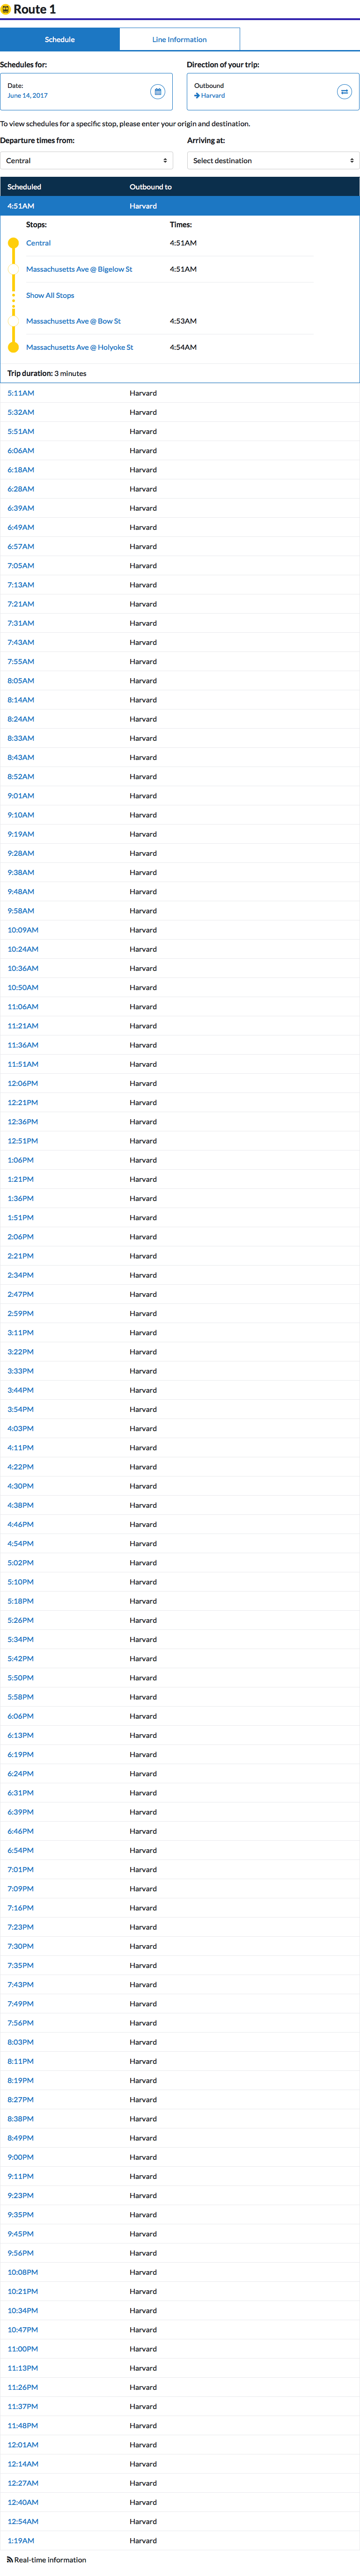 Route 1
Schedule Line Information
Schedules for: Direction of your trip:
Date: Outbound
June 14, 2017 Harvard
To view schedules for a specific stop, please enter your origin and destination.
Departure times from: Arriving at:
Central Select destination
Scheduled Outbound to
4:51AM Harvard
Stops: Times:
Central 4:51AM
Massachusetts Ave @ Bigelow St 4:51AM
Show All Stops
Massachusetts Ave @ Bow St 4:53AM
Massachusetts Ave @ Holyoke St 4:54AM
Trip duration: 3 minutes
5:11AM Harvard
5:32AM Harvard
5:51AM Harvard
6:06AM Harvard
6:18AM Harvard
6:28AM Harvard
6:39AM Harvard
6:49AM Harvard
6:57AM Harvard
7:05AM Harvard
7:13AM Harvard
7:21AM Harvard
7:31AM Harvard
7:43AM Harvard
7:55AM Harvard
8:05AM Harvard
8:14AM Harvard
8:24AM Harvard
8:33AM Harvard
8:43AM Harvard
8:52AM Harvard
9:01AM Harvard
9:10AM Harvard
9:19AM Harvard
9:28AM Harvard
9:38AM Harvard
9:48AM Harvard
9:58AM Harvard
10:09AM Harvard
10:24AM Harvard
10:36AM Harvard
10:50AM Harvard
11:06AM Harvard
11:21AM Harvard
11:36AM Harvard
11:51AM Harvard
12:06PM Harvard
12:21PM Harvard
12:36PM Harvard
12:51PM Harvard
1:06PM Harvard
1:21PM Harvard
1:36PM Harvard
1:51PM Harvard
2:06PM Harvard
2:21PM Harvard
2:34PM Harvard
2:47PM Harvard
2:59PM Harvard
3:11PM Harvard
3:22PM Harvard
3:33PM Harvard
3:44PM Harvard
3:54PM Harvard
4:03PM Harvard
4:11PM Harvard
4:22PM Harvard
4:30PM Harvard
4:38PM Harvard
4:46PM Harvard
4:54PM Harvard
5:02PM Harvard
5:10PM Harvard
5:18PM Harvard
5:26PM Harvard
5:34PM Harvard
5:42PM Harvard
5:50PM Harvard
5:58PM Harvard
6:06PM Harvard
6:13PM Harvard
6:19PM Harvard
6:24PM Harvard
6:31PM Harvard
6:39PM Harvard
6:46PM Harvard
6:54PM Harvard
7:01PM Harvard
7:09PM Harvard
7:16PM Harvard
7:23PM Harvard
7:30PM Harvard
7:35PM Harvard
7:43PM Harvard
7:49PM Harvard
7:56PM Harvard
8:03PM Harvard
8:11PM Harvard
8:19PM Harvard
8:27PM Harvard
8:38PM Harvard
8:49PM Harvard
9:00PM Harvard
9:11PM Harvard
9:23PM Harvard
9:35PM Harvard
9:45PM Harvard
9:56PM Harvard
10:08PM Harvard
10:21PM Harvard
10:34PM Harvard
10:47PM Harvard
11:00PM Harvard
11:13PM Harvard
11:26PM Harvard
11:37PM Harvard
11:48PM Harvard
12:01AM Harvard
12:14AM Harvard
12:27AM Harvard
12:40AM Harvard
12:54AM Harvard
1:19AM Harvard
Real-time information